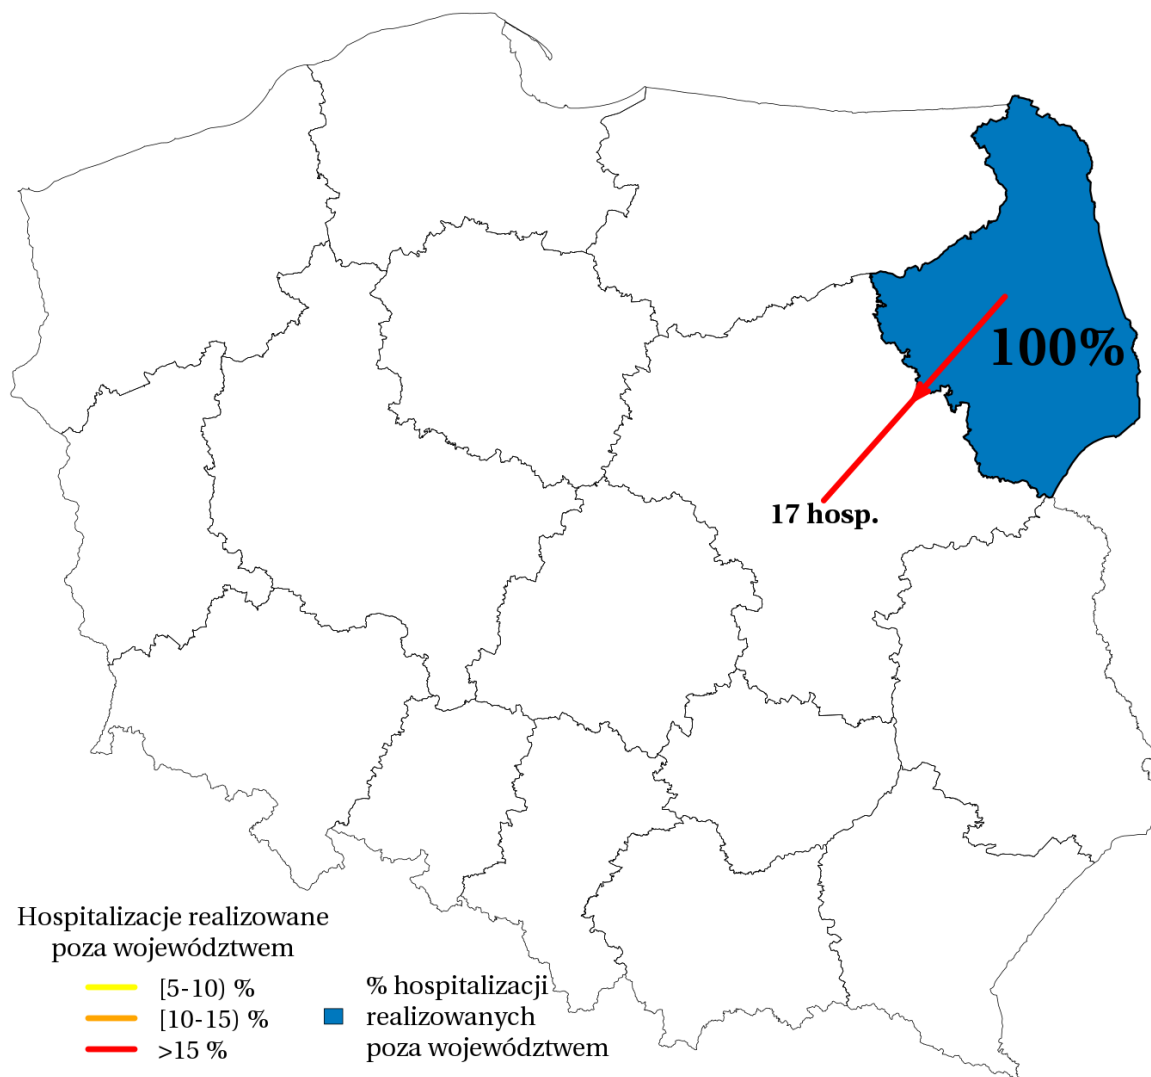 100%
17 hosp.
Hospitalizacje realizowane
poza województwem
[5-10) %
[10-15) %
>15 %
% hospitalizacji
realizowanych
poza województwem